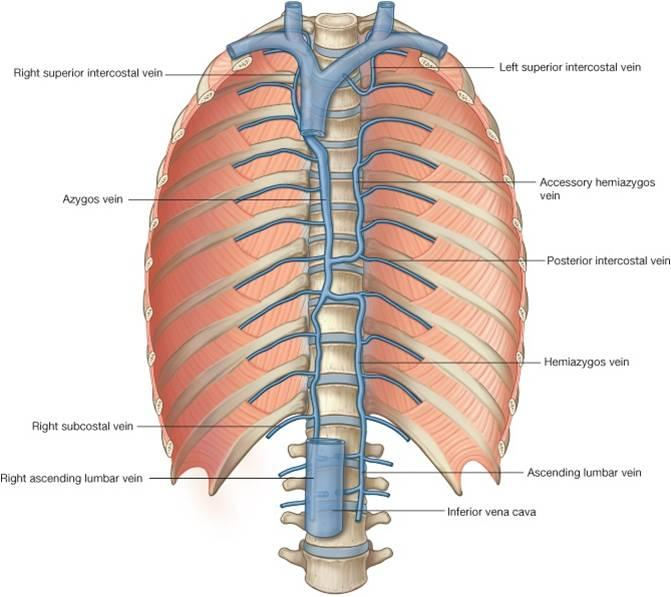 Right superior intercostal vein
Left superior intercostal vein
Azygos vein
Accessory hemiazygos
vein
Posterior intercostal vein
Hemiazygos vein
Right subcostal vein
Right ascending lumbar vein
Ascending lumbar vein
Inferior vena cava